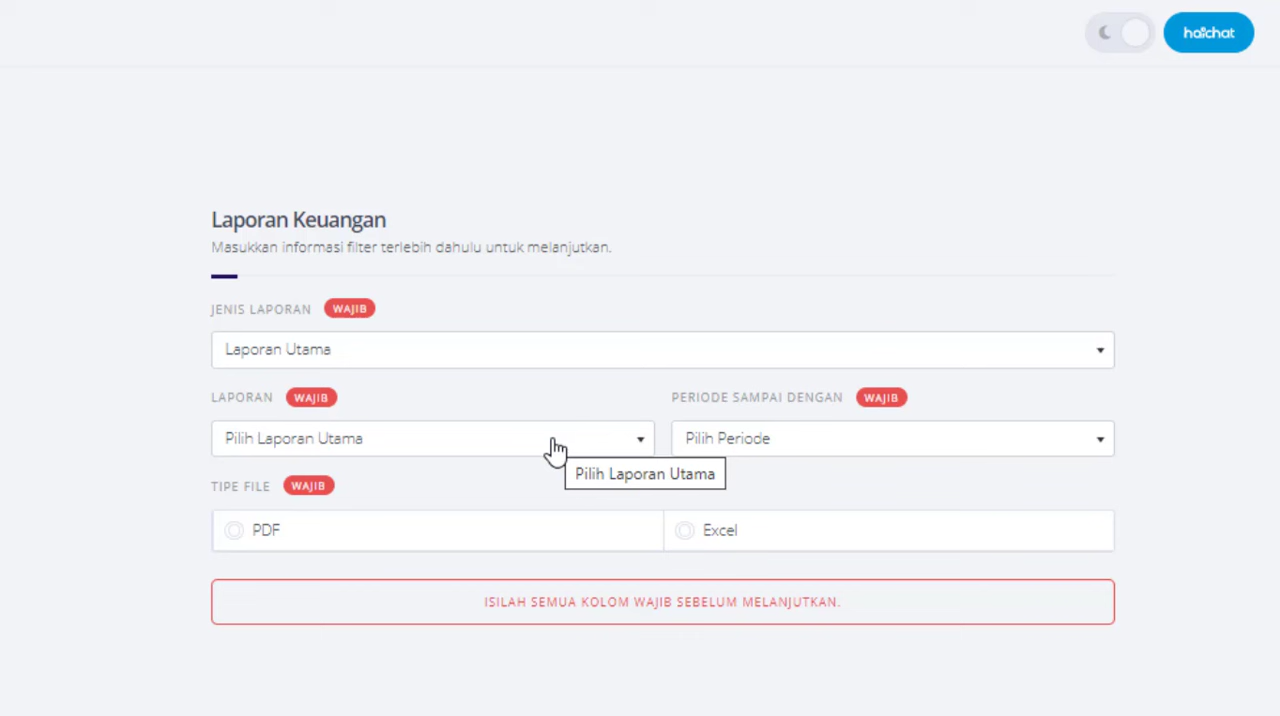 haichat
Laporan Keuangan
Masukkan informasi filter terlebih dahulu untuk melanjutkan.
JENIS LAPORAN WAJIB
Laporan Utama
LAPORAN WAJIB
PERIODE SAMPAI DENGAN WAJIB
Pilih Laporan Utama
Pilih Periode
Pilih Laporan Utama
TIPE FILE WAJIB
PDF
Excel
ISILAH SEMUA KOLOM WAJIB SEBELUM MELANJUTKAN.